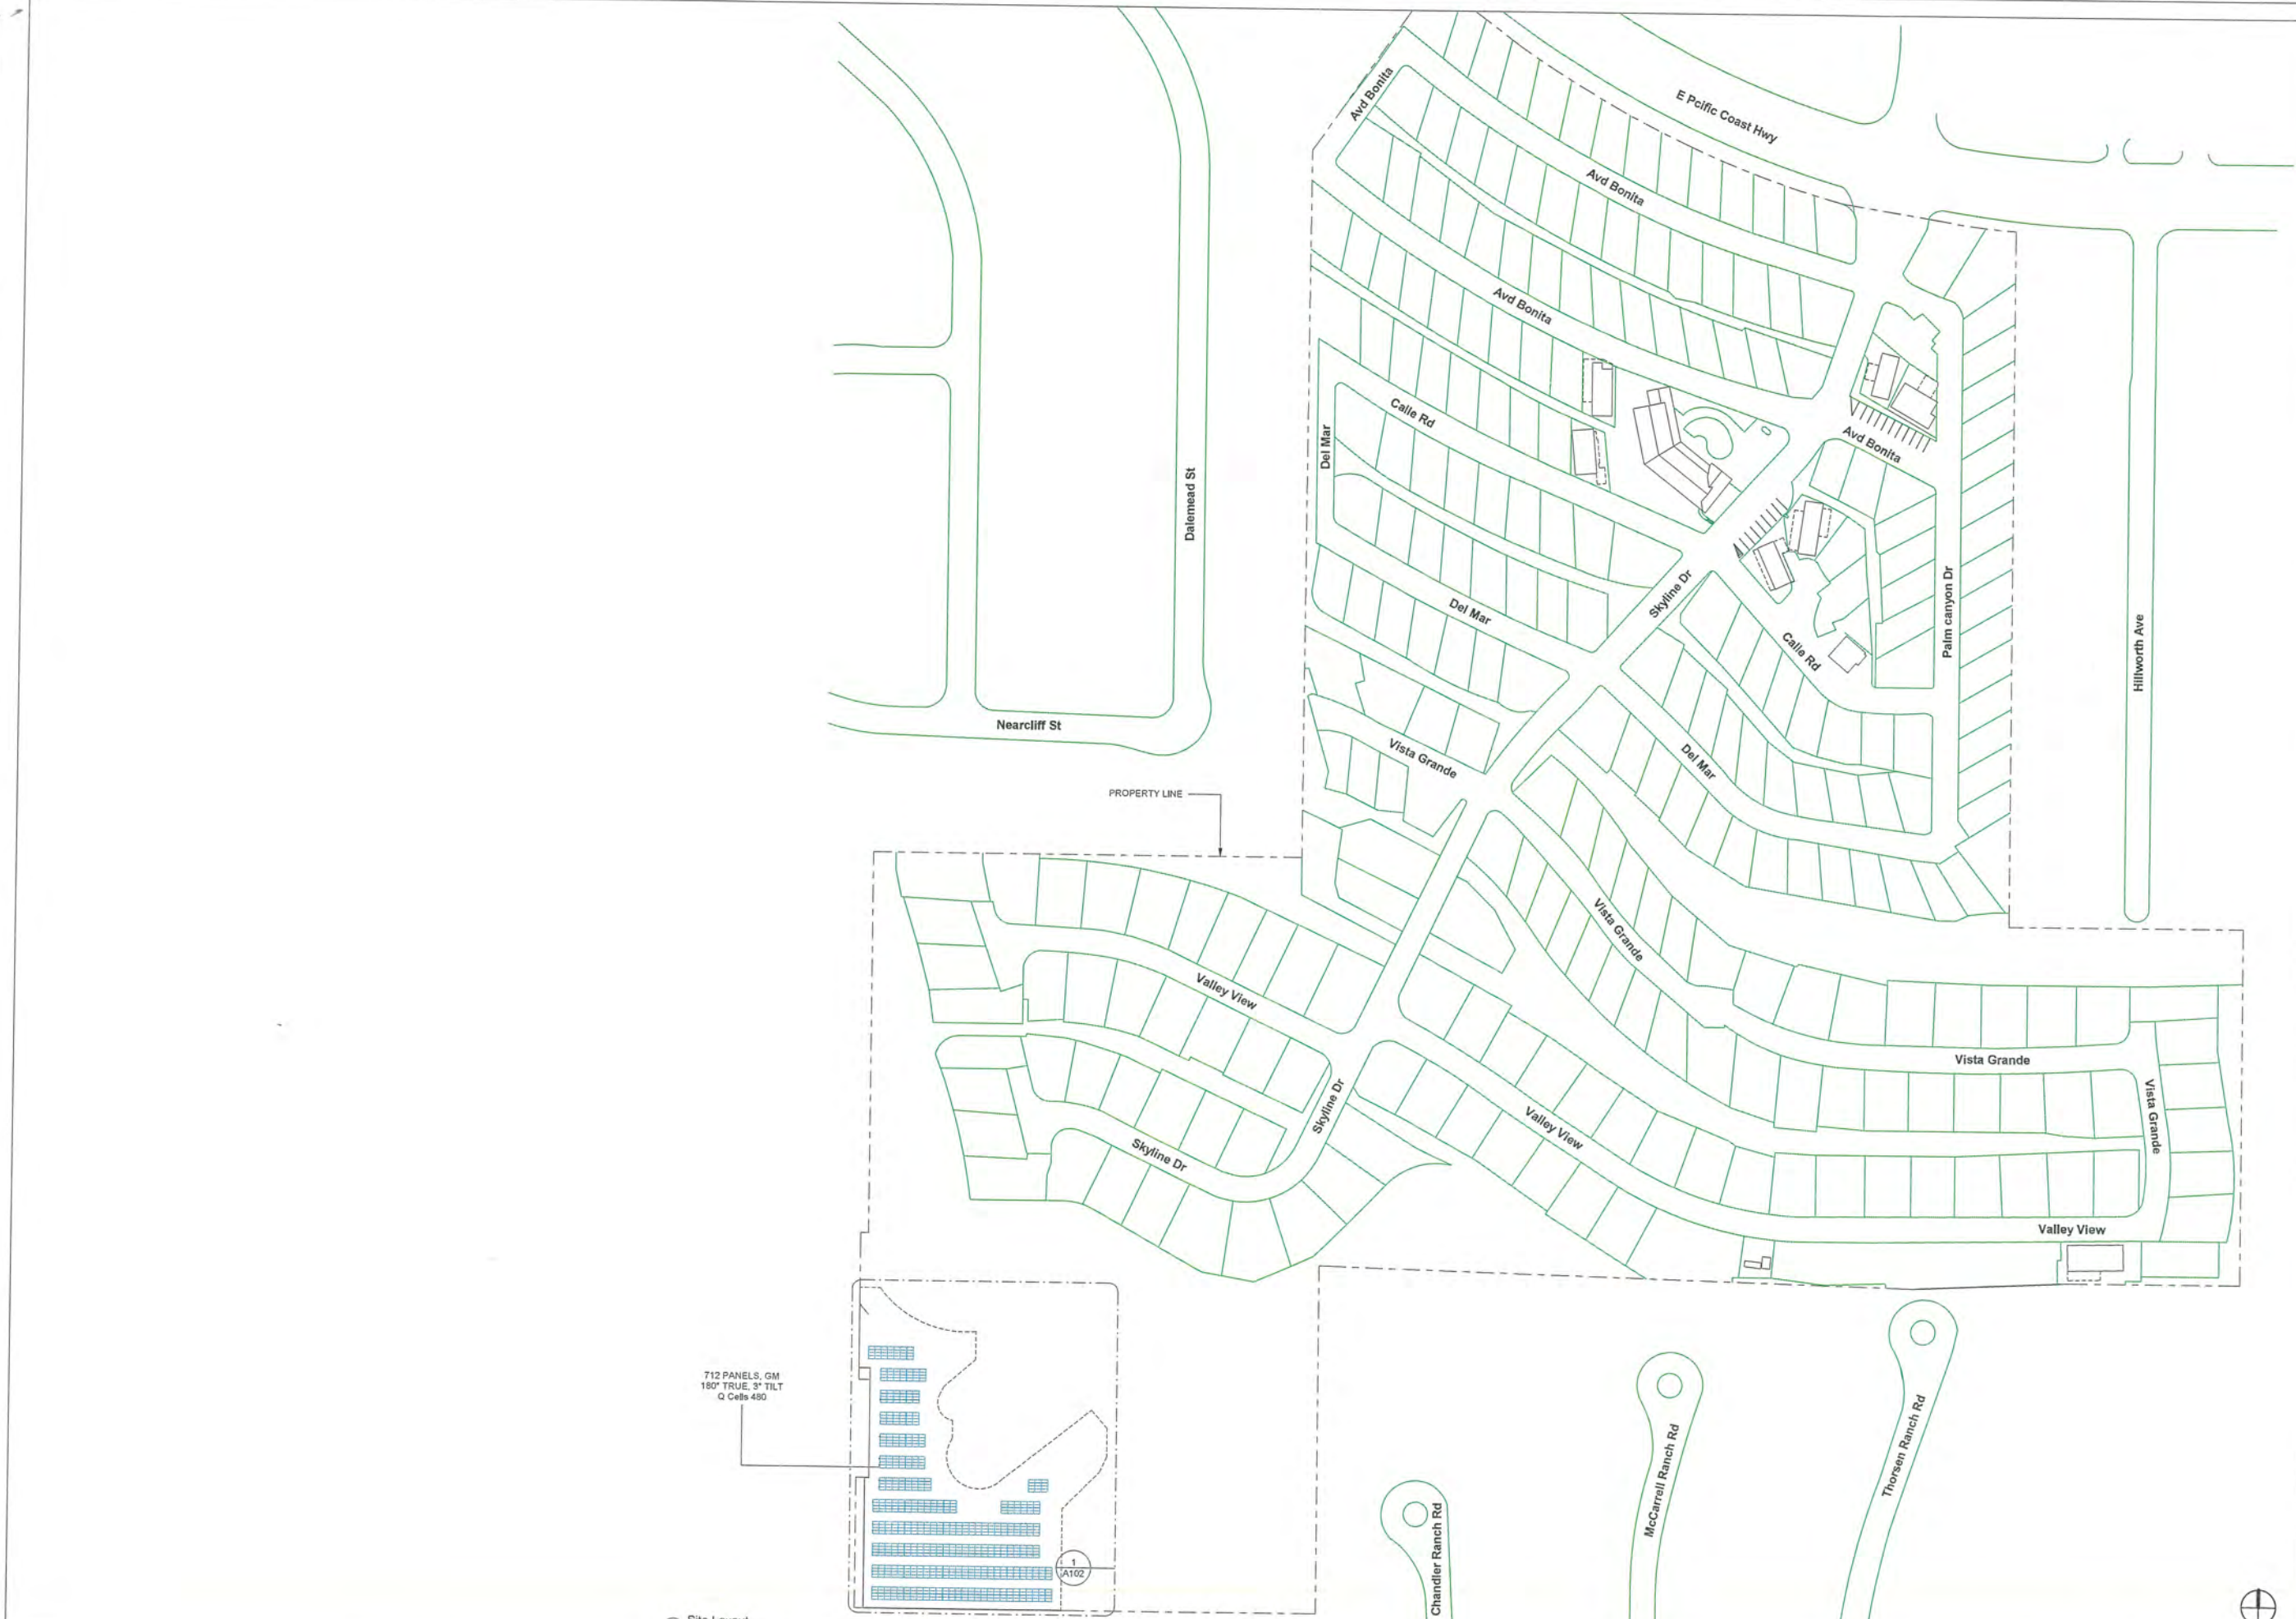 Avd Bonita
E Pcific Coast Hwy
Avd Bonita
Avd Bonita
Calle Rd
Del Mar
Avd Bonita
Dalemead St
Skyline Dr
Del Mar
Palm canyon Dr
Hillworth Ave
Calle Rd
Nearcliff St
Vista Grande
Del Mar
PROPERTY LINE
Vista Grande
Valley View
Vista Grande
Skyline Dr
Valley View
Vista Grande
Skyline Dr
Valley View
712 PANELS, GM
180° TRUE, 3° TILT
Q Cells 480
McCarrell Ranch Rd
Thorsen Ranch Rd
Chandler Ranch Rd
1
A102